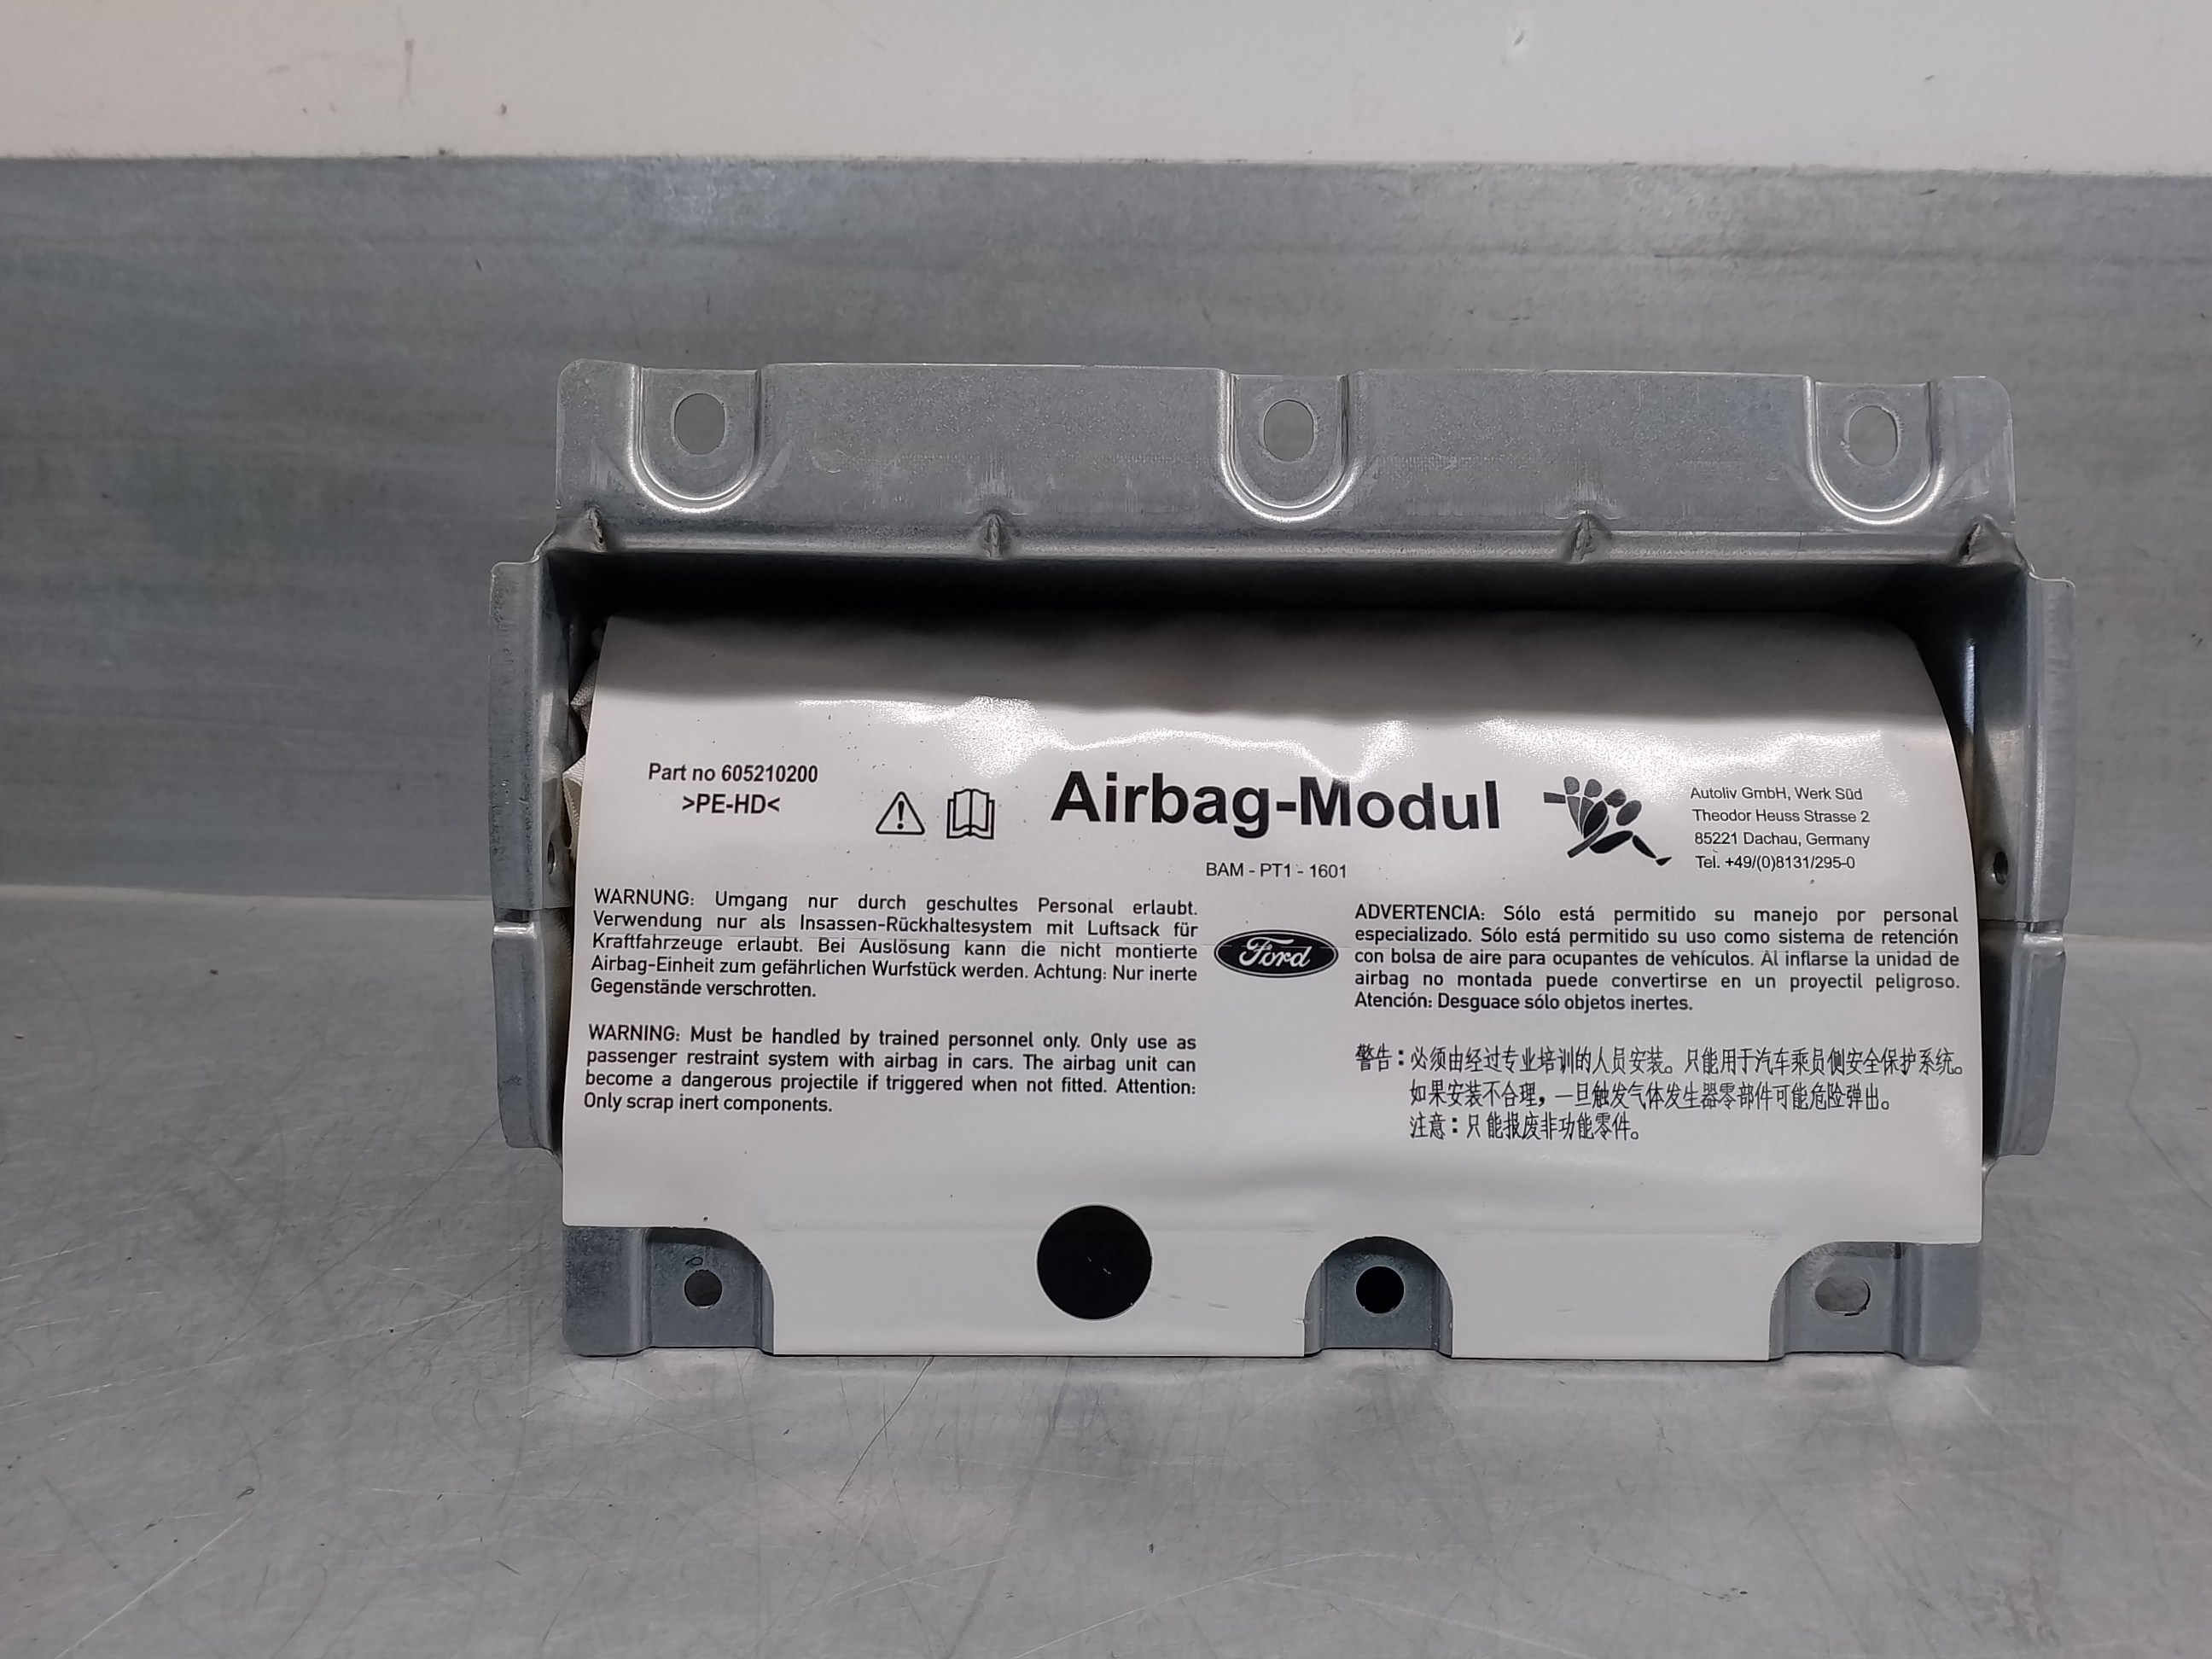 Part no 605210200
>PE-HD<
Airbag-Modul
BAM - PT1 - 1601
Autoliv GmbH, Werk Süd
Theodor Heuss Strasse 2
85221 Dachau, Germany
Tel. +49/(0)8131/295-0
WARNUNG: Umgang nur durch geschultes Personal erlaubt.
Verwendung nur als Insassen-Rückhaltesystem mit Luftsack für
Kraftfahrzeuge erlaubt. Bei Auslösung kann die nicht montierte
Airbag-Einheit zum gefährlichen Wurfstück werden. Achtung: Nur inerte
Gegenstände verschrotten.
WARNING: Must be handled by trained personnel only. Only use as
passenger restraint system with airbag in cars. The airbag unit can
become a dangerous projectile if triggered when not fitted. Attention:
Only scrap inert components.
Ford
ADVERTENCIA: Sólo está permitido su manejo por personal
especializado. Sólo está permitido su uso como sistema de retención
con bolsa de aire para ocupantes de vehículos. Al inflarse la unidad de
airbag no montada puede convertirse en un proyectil peligroso.
Atención: Desguace sólo objetos inertes.
警告：必须由经过专业培训的人员安装。只能用于汽车乘员侧安全保护系统。
如果安装不合理，一旦触发气体发生器零部件可能危险弹出。
注意：只能报废非功能零件。